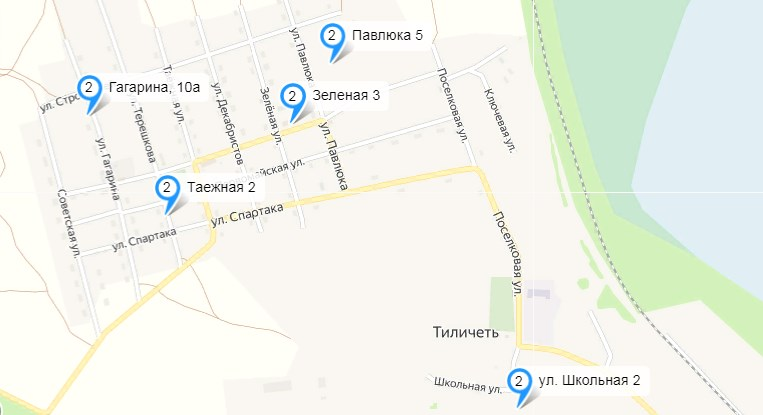 2 Павлюка 5
2 Гагарина, 10а
2 Зеленая 3
2 Таежная 2
2 ул. Школьная 2
ул. Павлюка
Зелёная ул.
ул. Декабристов
Терешкова
ул. Гагарина
Советская ул.
ул. Спартака
ул. Спартака
ул. Павлюка
Поселковая ул.
Ключевая ул.
Поселковая ул.
Тиличеть
Школьная ул.